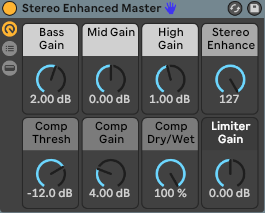 Stereo Enhanced Master
Bass Gain
Mid Gain
High Gain
Stereo Enhance
2.00 dB
0.00 dB
1.00 dB
127
Comp Thresh
Comp Gain
Comp Dry/Wet
Limiter Gain
-12.0 dB
4.00 dB
100 %
0.00 dB